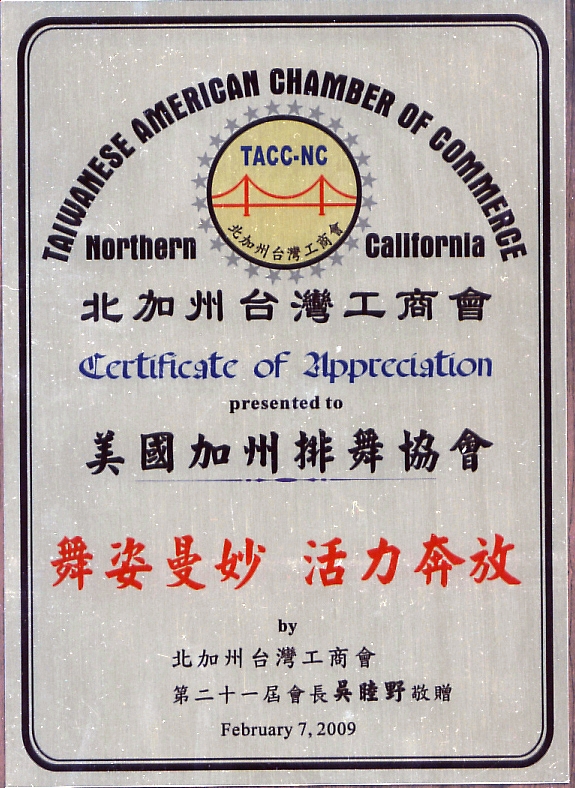 TAIWANESE AMERICAN CHAMBER OF COMMERCE
TACC-NC
北加州台灣工商會
Northern California
北加州台灣工商會
Certificate of Appreciation
presented to
美國加州排舞協會
舞姿曼妙 活力奔放
by
北加州台灣工商會
第二十一屆會長吳睦野敬贈
February 7, 2009